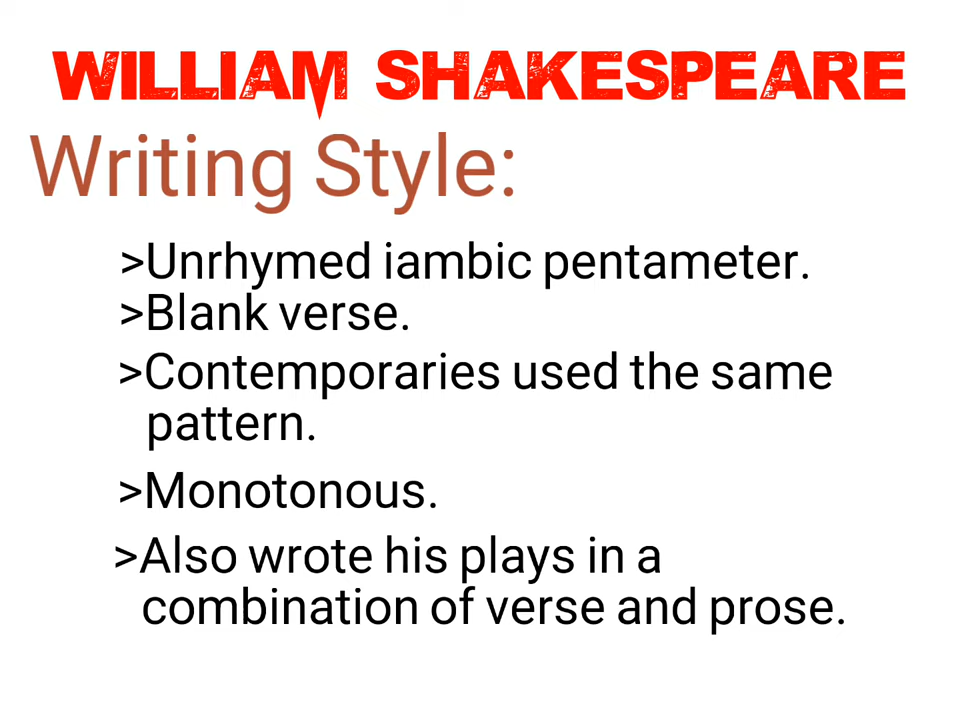 WILLIAM SHAKESPEARE
Writing Style:
>Unrhymed iambic pentameter.
>Blank verse.
>Contemporaries used the same
pattern.
>Monotonous.
>Also wrote his plays in a
combination of verse and prose.